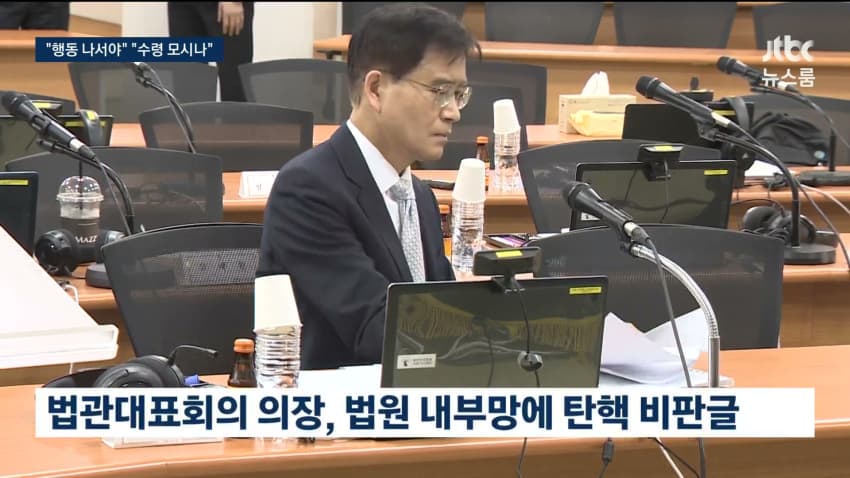 "행동 나서야" "수령 모시나"
jtbc
뉴스룸
MAZZ
법관대표회의 의장, 법원 내부망에 탄핵 비판글